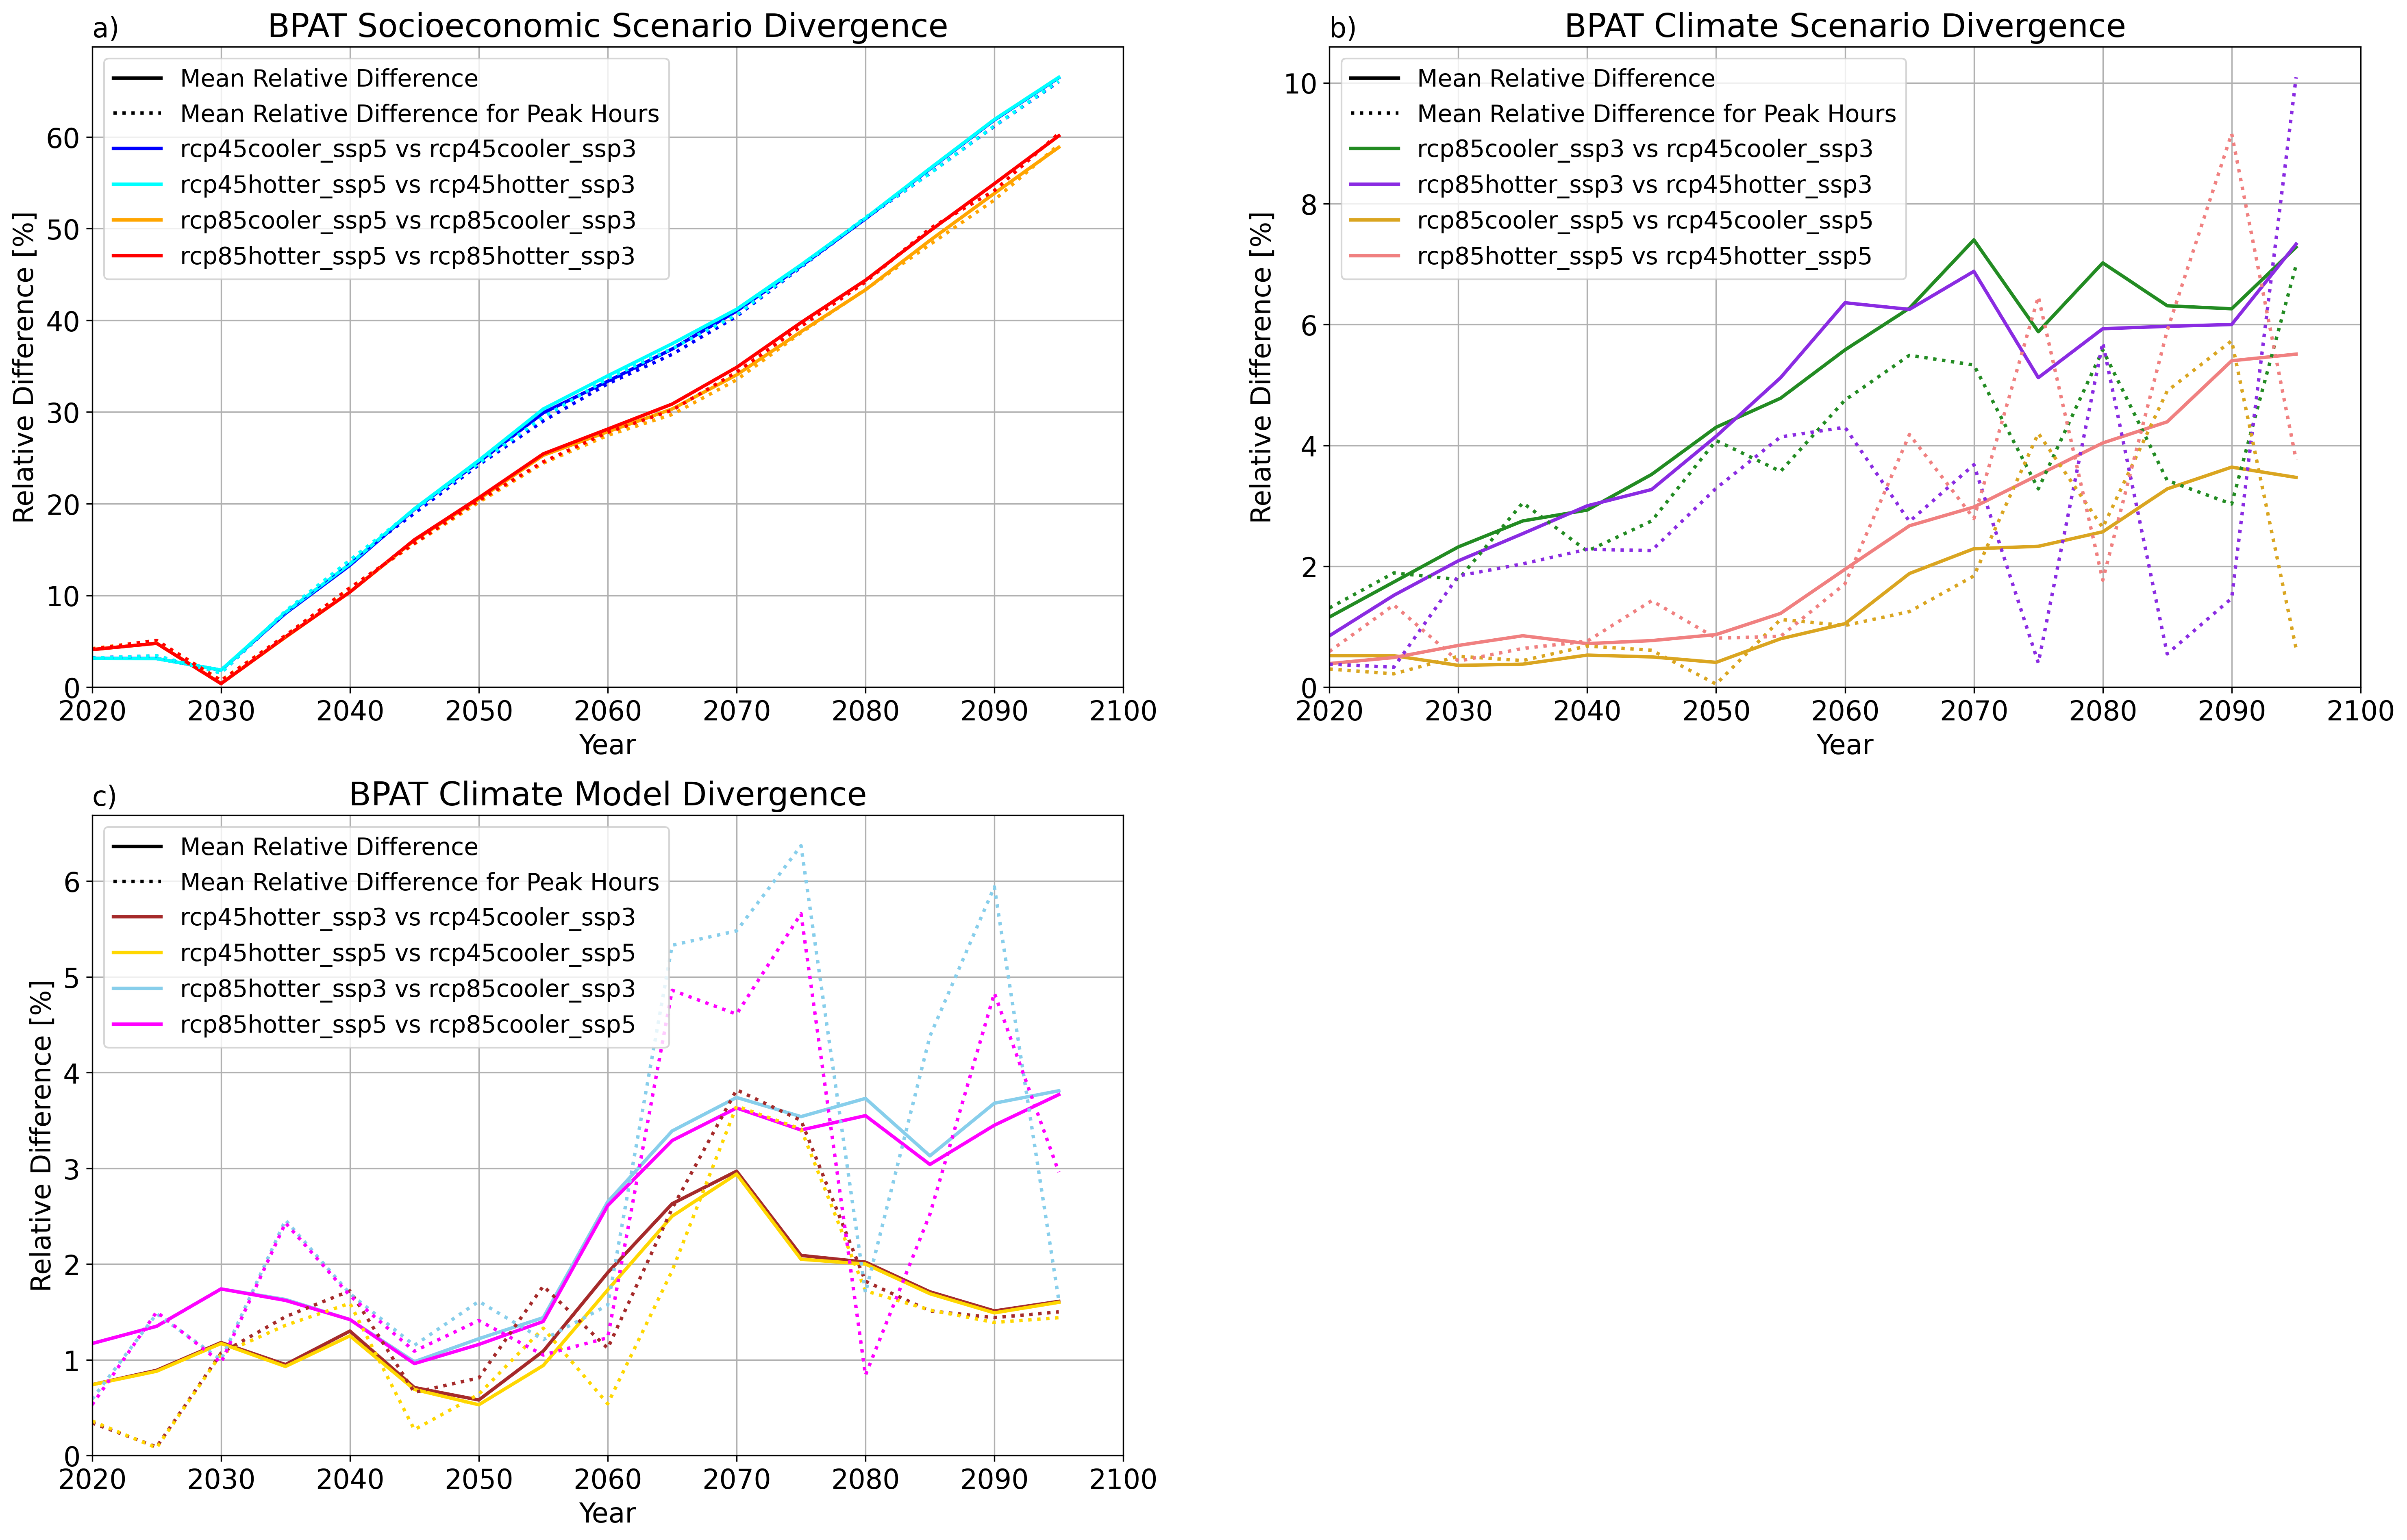 a)
BPAT Socioeconomic Scenario Divergence
Mean Relative Difference
Mean Relative Difference for Peak Hours
rcp45cooler_ssp5 vs rcp45cooler_ssp3
rcp45hotter_ssp5 vs rcp45hotter_ssp3
rcp85cooler_ssp5 vs rcp85cooler_ssp3
rcp85hotter_ssp5 vs rcp85hotter_ssp3
Relative Difference [%]
60
50
40
30
20
10
0
2020 2030 2040 2050 2060 2070 2080 2090 2100
Year
b)
BPAT Climate Scenario Divergence
Mean Relative Difference
Mean Relative Difference for Peak Hours
rcp85cooler_ssp3 vs rcp45cooler_ssp3
rcp85hotter_ssp3 vs rcp45hotter_ssp3
rcp85cooler_ssp5 vs rcp45cooler_ssp5
rcp85hotter_ssp5 vs rcp45hotter_ssp5
Relative Difference [%]
10
8
6
4
2
0
2020 2030 2040 2050 2060 2070 2080 2090 2100
Year
c)
BPAT Climate Model Divergence
Mean Relative Difference
Mean Relative Difference for Peak Hours
rcp45hotter_ssp3 vs rcp45cooler_ssp3
rcp45hotter_ssp5 vs rcp45cooler_ssp5
rcp85hotter_ssp3 vs rcp85cooler_ssp3
rcp85hotter_ssp5 vs rcp85cooler_ssp5
Relative Difference [%]
6
5
4
3
2
1
0
2020 2030 2040 2050 2060 2070 2080 2090 2100
Year